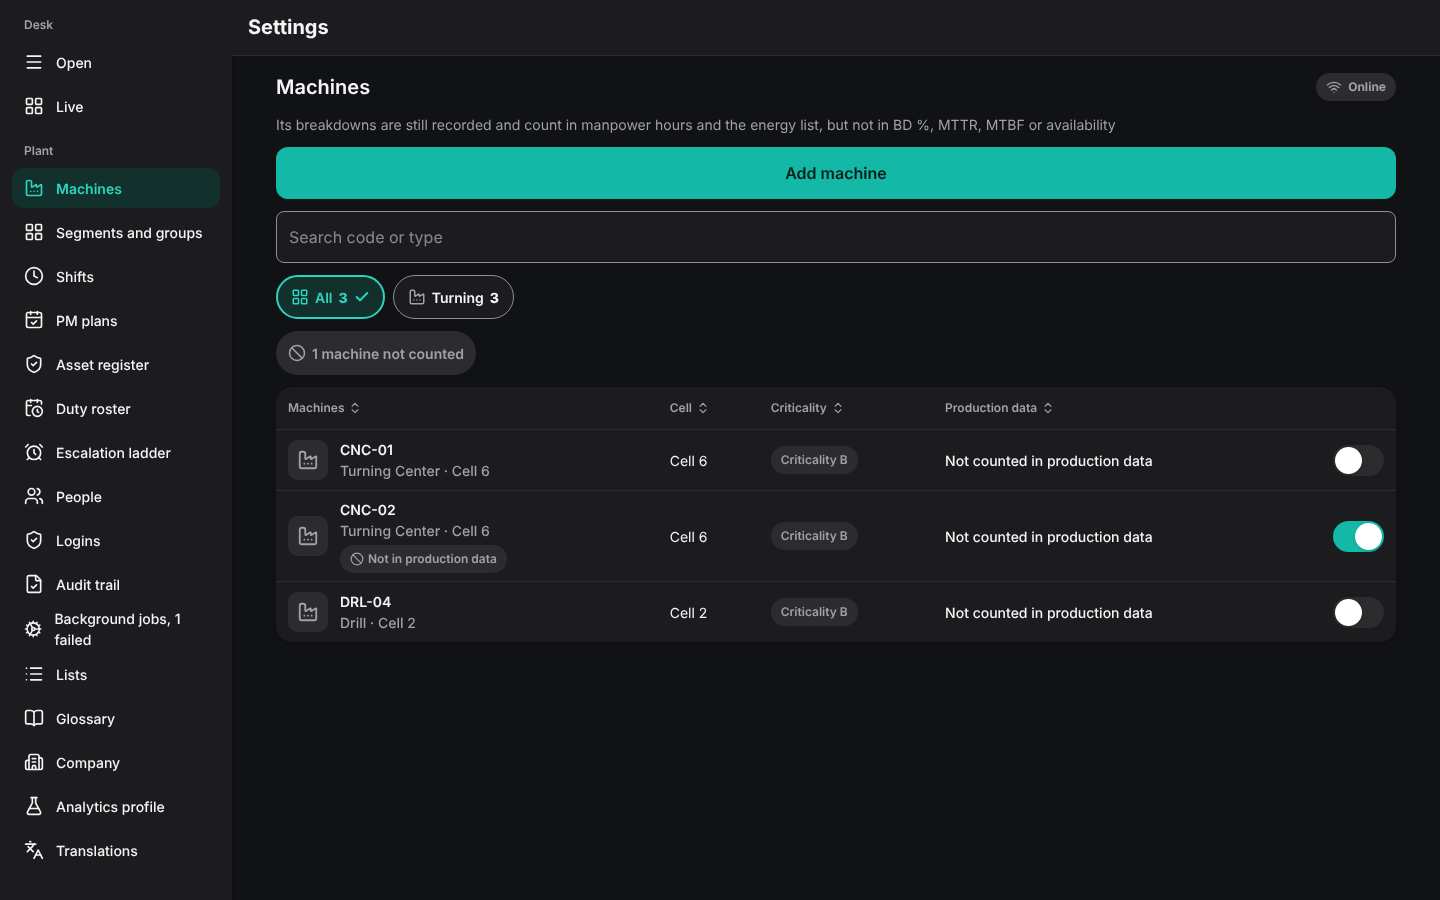 Desk
Open
Live
Plant
Machines
Segments and groups
Shifts
PM plans
Asset register
Duty roster
Escalation ladder
People
Logins
Audit trail
Background jobs, 1
failed
Lists
Glossary
Company
Analytics profile
Translations
Settings
Machines
Online
Its breakdowns are still recorded and count in manpower hours and the energy list, but not in BD %, MTTR, MTBF or availability
Add machine
Search code or type
All 3
Turning 3
1 machine not counted
Machines Cell Criticality Production data
CNC-01
Turning Center · Cell 6
Cell 6
Criticality B
Not counted in production data
CNC-02
Turning Center · Cell 6
Not in production data
Cell 6
Criticality B
Not counted in production data
DRL-04
Drill · Cell 2
Cell 2
Criticality B
Not counted in production data